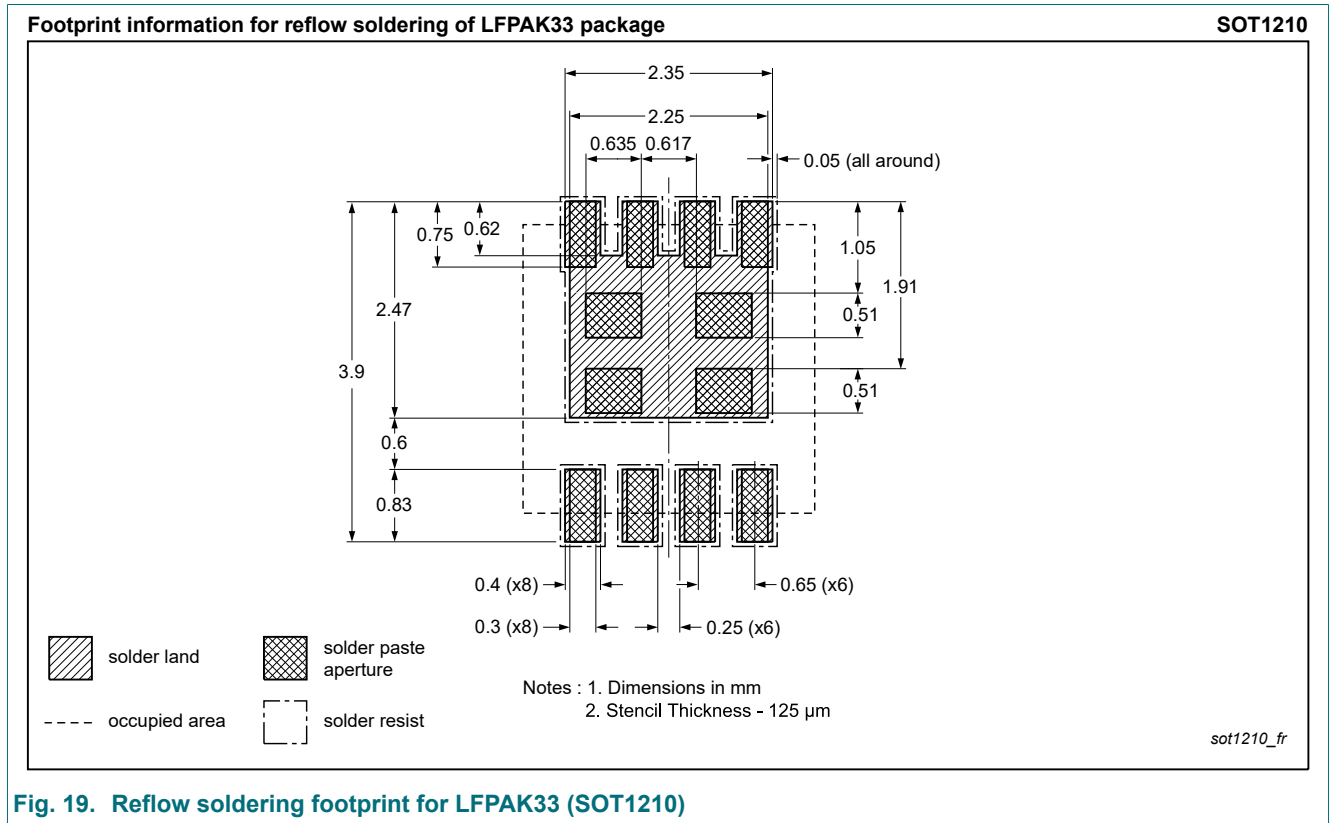 Footprint information for reflow soldering of LFPAK33 package SOT1210
2.35
2.25
0.635 0.617
0.05 (all around)
0.75 0.62
1.05
1.91
2.47
0.51
3.9
0.51
0.6
0.83
0.4 (x8)
0.65 (x6)
0.3 (x8)
0.25 (x6)
solder land
solder paste
aperture
occupied area
solder resist
Notes : 1. Dimensions in mm
2. Stencil Thickness - 125 µm
sot1210_fr
Fig. 19. Reflow soldering footprint for LFPAK33 (SOT1210)